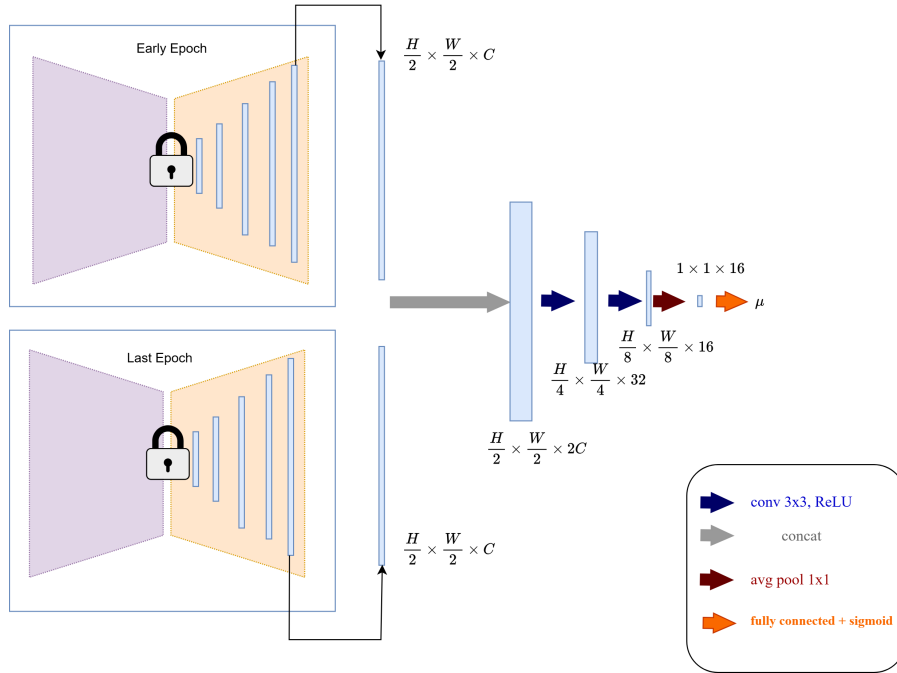 Early Epoch
H/2 × W/2 × C
1 × 1 × 16
μ
H/8 × W/8 × 16
Last Epoch
H/4 × W/4 × 32
H/2 × W/2 × 2C
H/2 × W/2 × C
conv 3x3, ReLU
concat
avg pool 1x1
fully connected + sigmoid